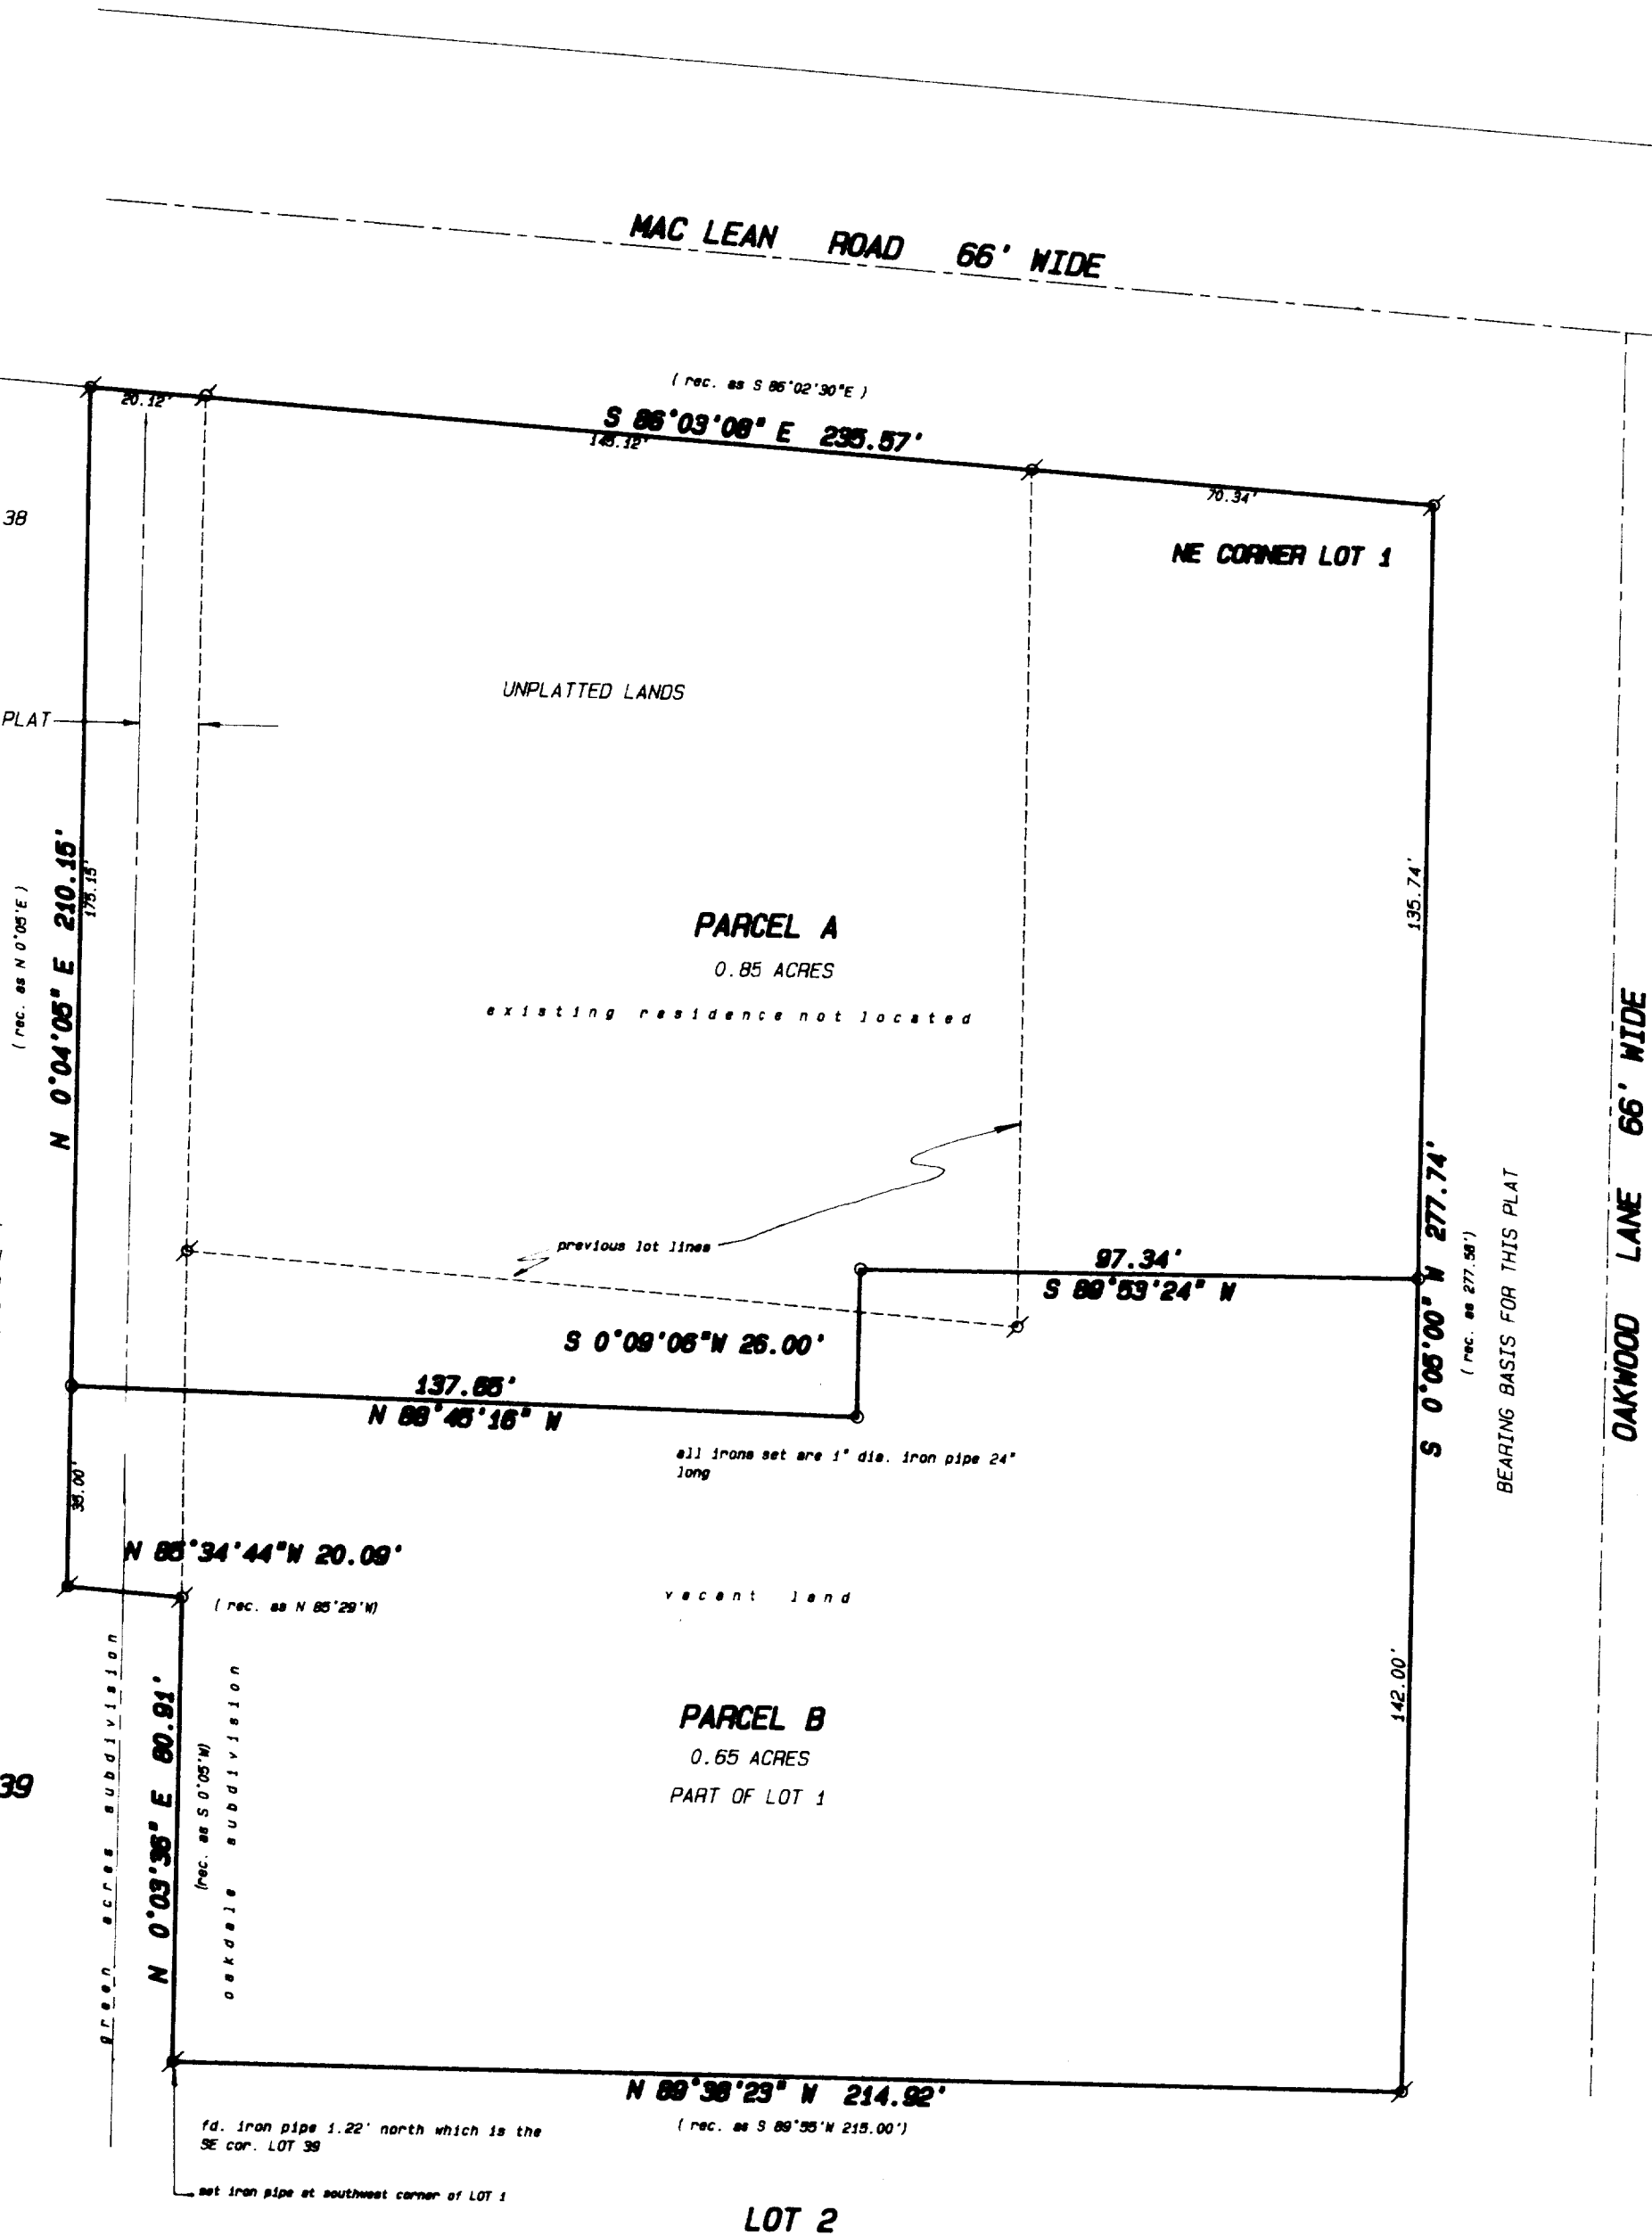 MAC LEAN ROAD 66' WIDE
( rec. as S 86°02'30"E )
20.12'
S 86°03'08" E 235.57'
145.12'
70.34'
38
NE CORNER LOT 1
UNPLATTED LANDS
PLAT
( rec. as N 0°05'E )
N 0°04'05" E 210.15'
175.15'
135.74'
PARCEL A
0.85 ACRES
existing residence not located
OAKWOOD LANE 66' WIDE
S 0°05'00" W 277.74'
( rec. as 277.58')
BEARING BASIS FOR THIS PLAT
previous lot lines
97.34'
S 89°53'24" W
S 0°09'06"W 26.00'
137.65'
N 88°45'16" W
all irons set are 1" dia. iron pipe 24"
long
35.00'
N 85°34'44"W 20.09'
( rec. as N 85°29'W)
vacant land
green acres subdivision
N 0°03'36" E 80.91'
(rec. as S 0°05'W)
oakdale subdivision
142.00'
PARCEL B
0.65 ACRES
PART OF LOT 1
39
N 89°38'23" W 214.92'
( rec. as S 89°55'W 215.00')
fd. iron pipe 1.22' north which is the
SE cor. LOT 39
set iron pipe at southwest corner of LOT 1
LOT 2